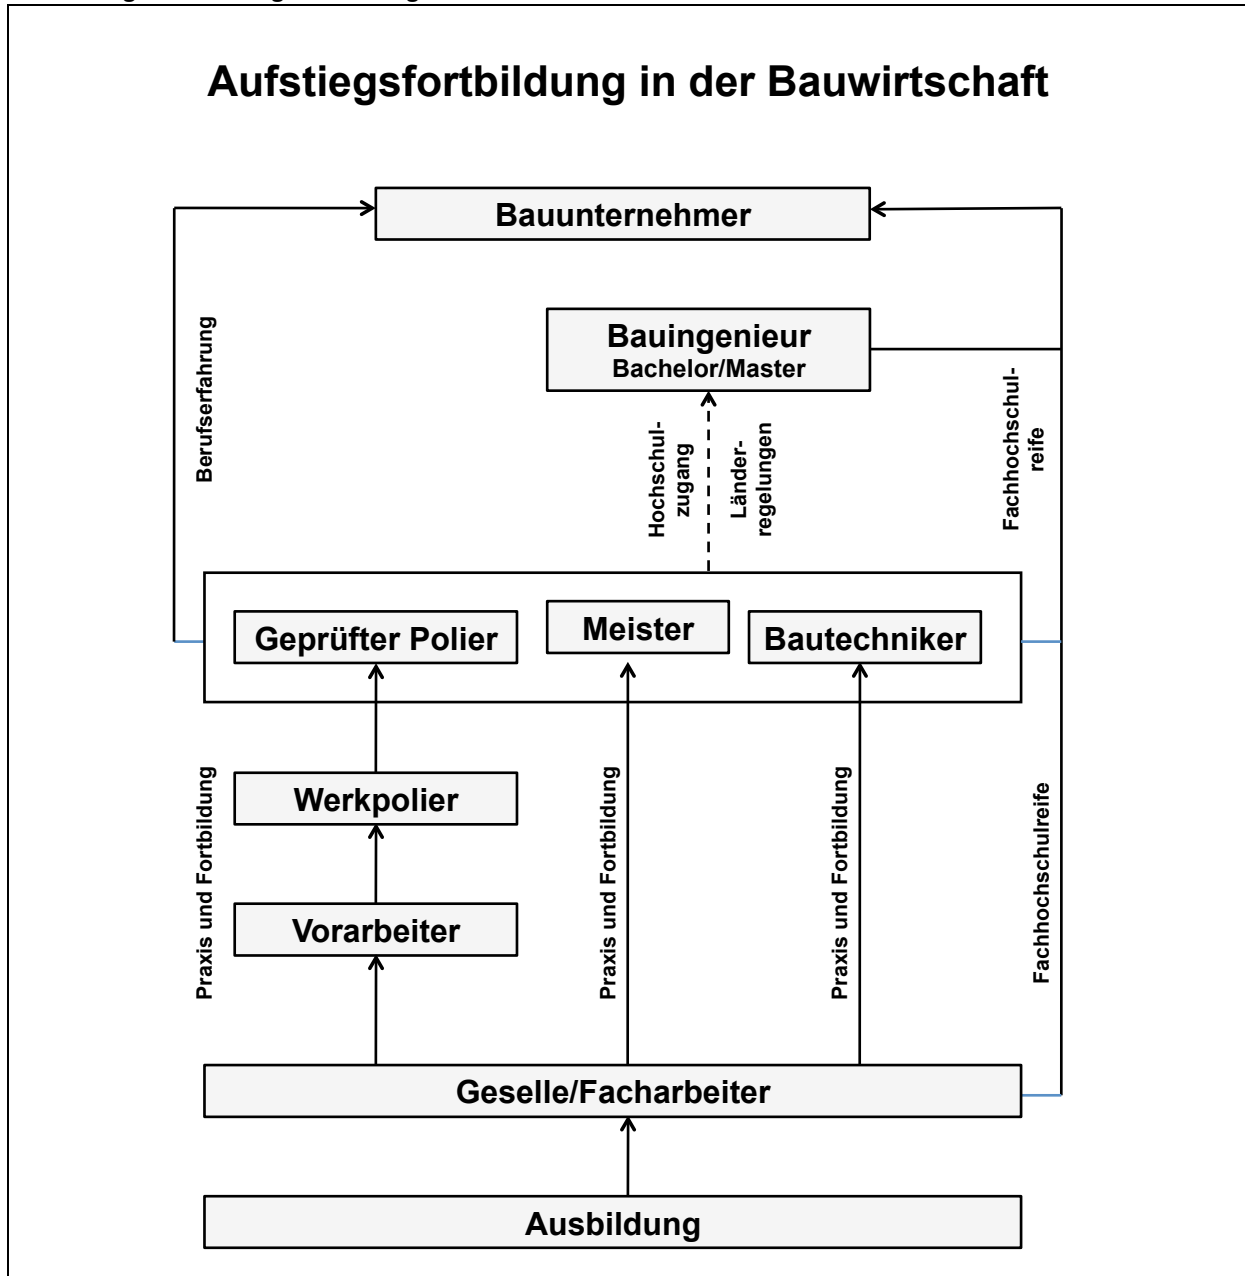 Aufstiegsfortbildung in der Bauwirtschaft
Bauunternehmer
Bauingenieur
Bachelor/Master
Berufserfahrung
Hochschul-
zugang
Länder-
regelungen
Fachhochschul-
reife
Geprüfter Polier
Meister
Bautechniker
Werkpolier
Vorarbeiter
Praxis und Fortbildung
Praxis und Fortbildung
Praxis und Fortbildung
Fachhochschulreife
Geselle/Facharbeiter
Ausbildung